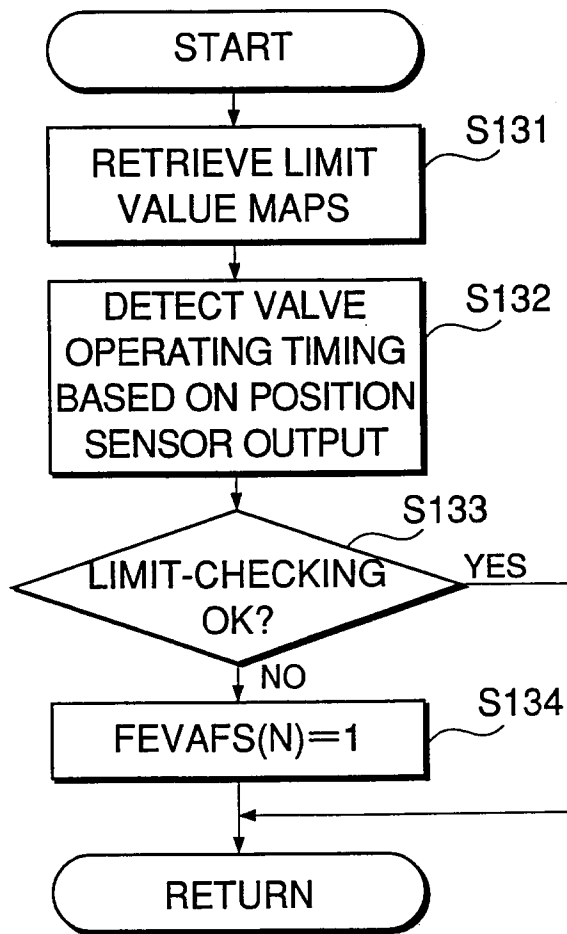 START
S131
RETRIEVE LIMIT
VALUE MAPS
S132
DETECT VALVE
OPERATING TIMING
BASED ON POSITION
SENSOR OUTPUT
S133
LIMIT-CHECKING
OK?
YES
NO
S134
FEVAFS(N)=1
RETURN